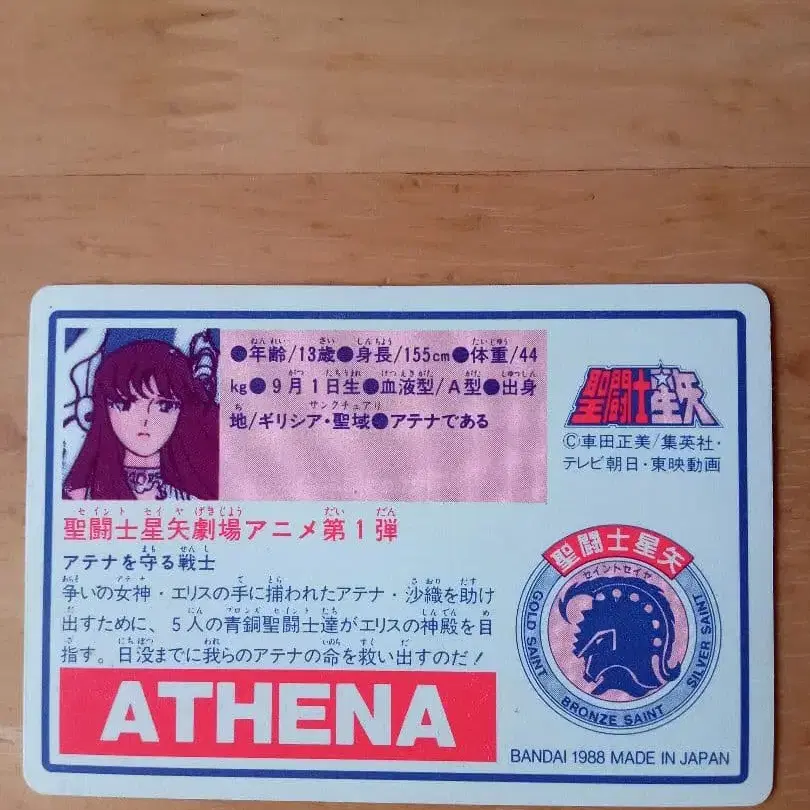 ●年齢/13歳●身長/155cm●体重/44
kg●9月1日生●血液型/A型●出身
地/ギリシア・聖域●アテナである
聖闘士星矢劇場アニメ第1弾
アテナを守る戦士
争いの女神・エリスの手に捕われたアテナ・沙織を助け
出すために、5人の青銅聖闘士達がエリスの神殿を目
指す。日没までに我らのアテナの命を救い出すのだ!
ATHENA
聖闘士星矢
©車田正美/集英社・
テレビ朝日・東映動画
聖闘士星矢
セイントセイヤ
GOLD SAINT
BRONZE SAINT
SILVER SAINT
BANDAI 1988 MADE IN JAPAN